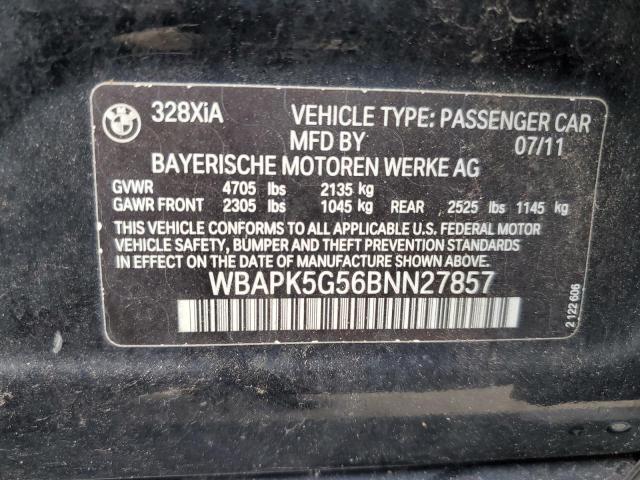 328XiA VEHICLE TYPE: PASSENGER CAR
MFD BY 07/11
BAYERISCHE MOTOREN WERKE AG
GVWR 4705 lbs 2135 kg
GAWR FRONT 2305 lbs 1045 kg REAR 2525 lbs 1145 kg
THIS VEHICLE CONFORMS TO ALL APPLICABLE U.S. FEDERAL MOTOR
VEHICLE SAFETY, BUMPER AND THEFT PREVENTION STANDARDS
IN EFFECT ON THE DATE OF MANUFACTURE SHOWN ABOVE.
WBAPK5G56BNN27857
2 122 606